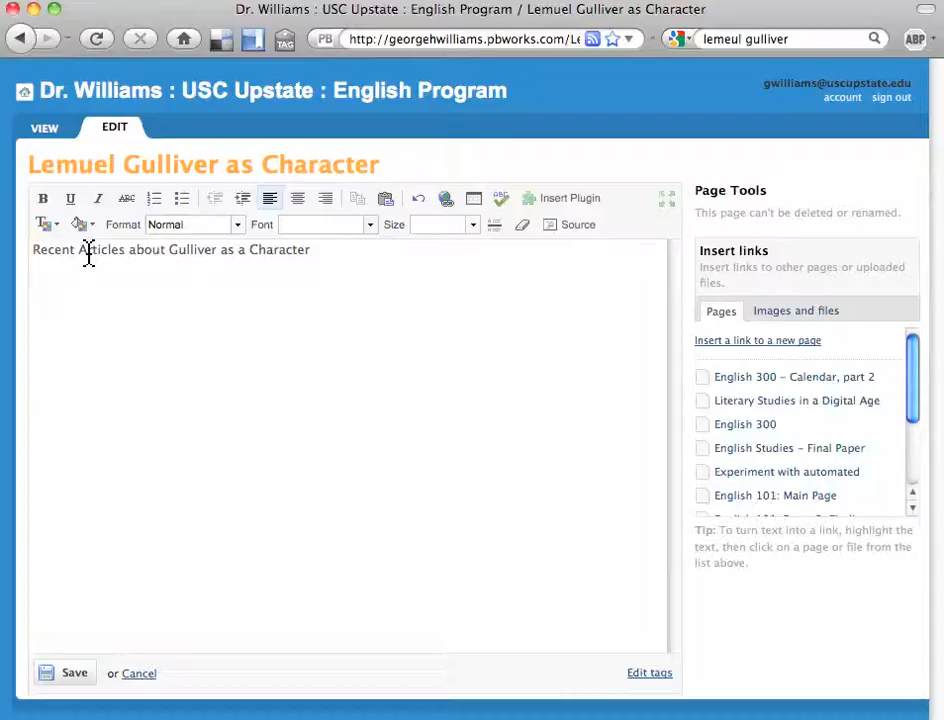 Dr. Williams : USC Upstate : English Program / Lemuel Gulliver as Character
TAG
PB http://georgehwilliams.pbworks.com/Le
lemeul gulliver
ABP
Dr. Williams : USC Upstate : English Program
gwilliams@uscupstate.edu
account sign out
VIEW EDIT
Lemuel Gulliver as Character
B U I ABC Insert Plugin
T Format Normal Font Size Source
Recent Articles about Gulliver as a Character
Save or Cancel Edit tags
Page Tools
This page can't be deleted or renamed.
Insert links
Insert links to other pages or uploaded
files.
Pages Images and files
Insert a link to a new page
English 300 – Calendar, part 2
Literary Studies in a Digital Age
English 300
English Studies – Final Paper
Experiment with automated
English 101: Main Page
Tip: To turn text into a link, highlight the
text, then click on a page or file from the
list above.